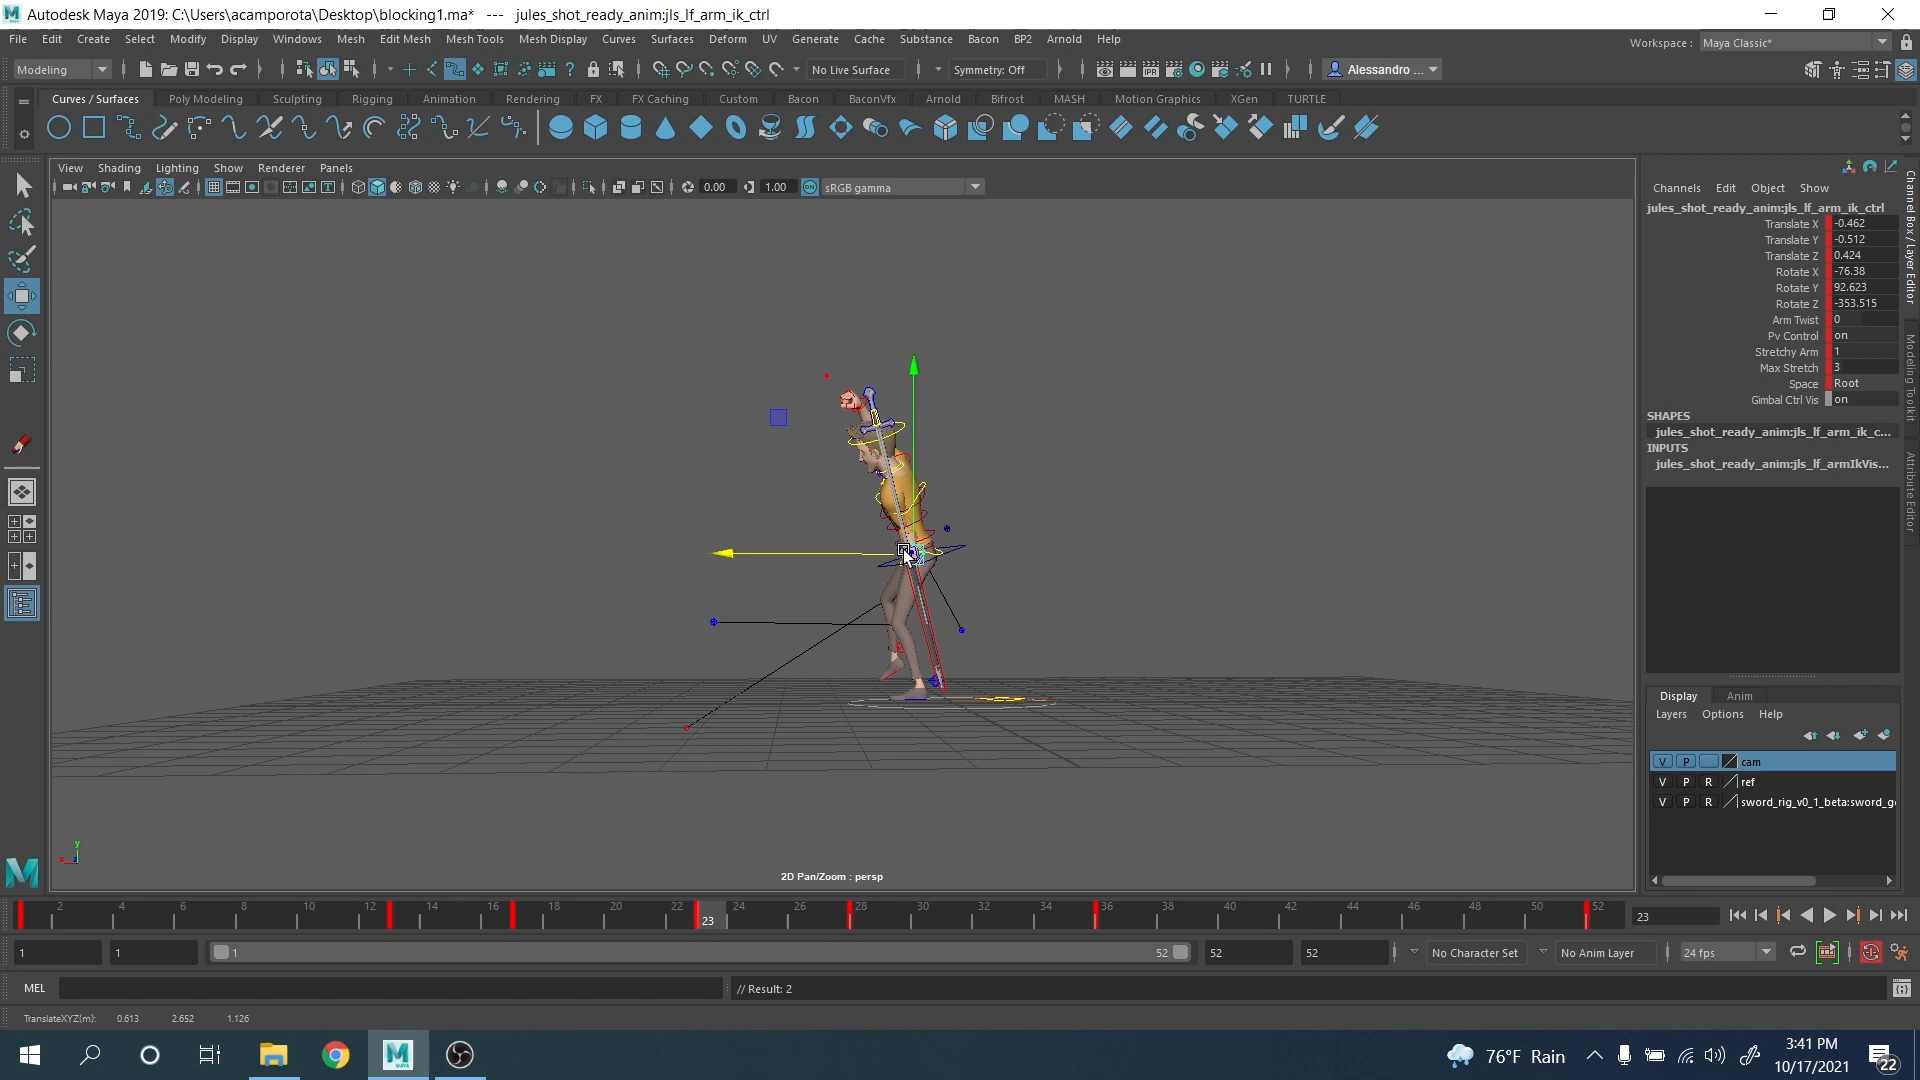 Autodesk Maya 2019: C:\Users\acamporota\Desktop\blocking1.ma* --- jules_shot_ready_anim:jls_lf_arm_ik_ctrl
File Edit Create Select Modify Display Windows Mesh Edit Mesh Mesh Tools Mesh Display Curves Surfaces Deform UV Generate Cache Substance Bacon BP2 Arnold Help
Workspace : Maya Classic*
Modeling No Live Surface Symmetry: Off Alessandro ...
Curves / Surfaces Poly Modeling Sculpting Rigging Animation Rendering FX FX Caching Custom Bacon BaconVfx Arnold Bifrost MASH Motion Graphics XGen TURTLE
View Shading Lighting Show Renderer Panels
0.00 1.00 ON sRGB gamma
Channels Edit Object Show
jules_shot_ready_anim:jls_lf_arm_ik_ctrl
Translate X -0.462
Translate Y -0.512
Translate Z 0.424
Rotate X -76.38
Rotate Y 92.623
Rotate Z -353.515
Arm Twist 0
Pv Control on
Stretchy Arm 1
Max Stretch 3
Space Root
Gimbal Ctrl Vis on
SHAPES
jules_shot_ready_anim:jls_lf_arm_ik_c...
INPUTS
jules_shot_ready_anim:jls_lf_armIkVis...
Channel Box / Layer Editor
Modeling Toolkit
Attribute Editor
Display Anim
Layers Options Help
V P cam
V P R ref
V P R sword_rig_v0_1_beta:sword_g
y
x z
2D Pan/Zoom : persp
2 4 6 8 10 12 14 16 18 20 22 23 24 26 28 30 32 34 36 38 40 42 44 46 48 50 52 23
1 1 1 52 52 52 No Character Set No Anim Layer 24 fps
MEL // Result: 2
TranslateXYZ(m): 0.613 2.652 1.126
76°F Rain
3:41 PM
10/17/2021
22